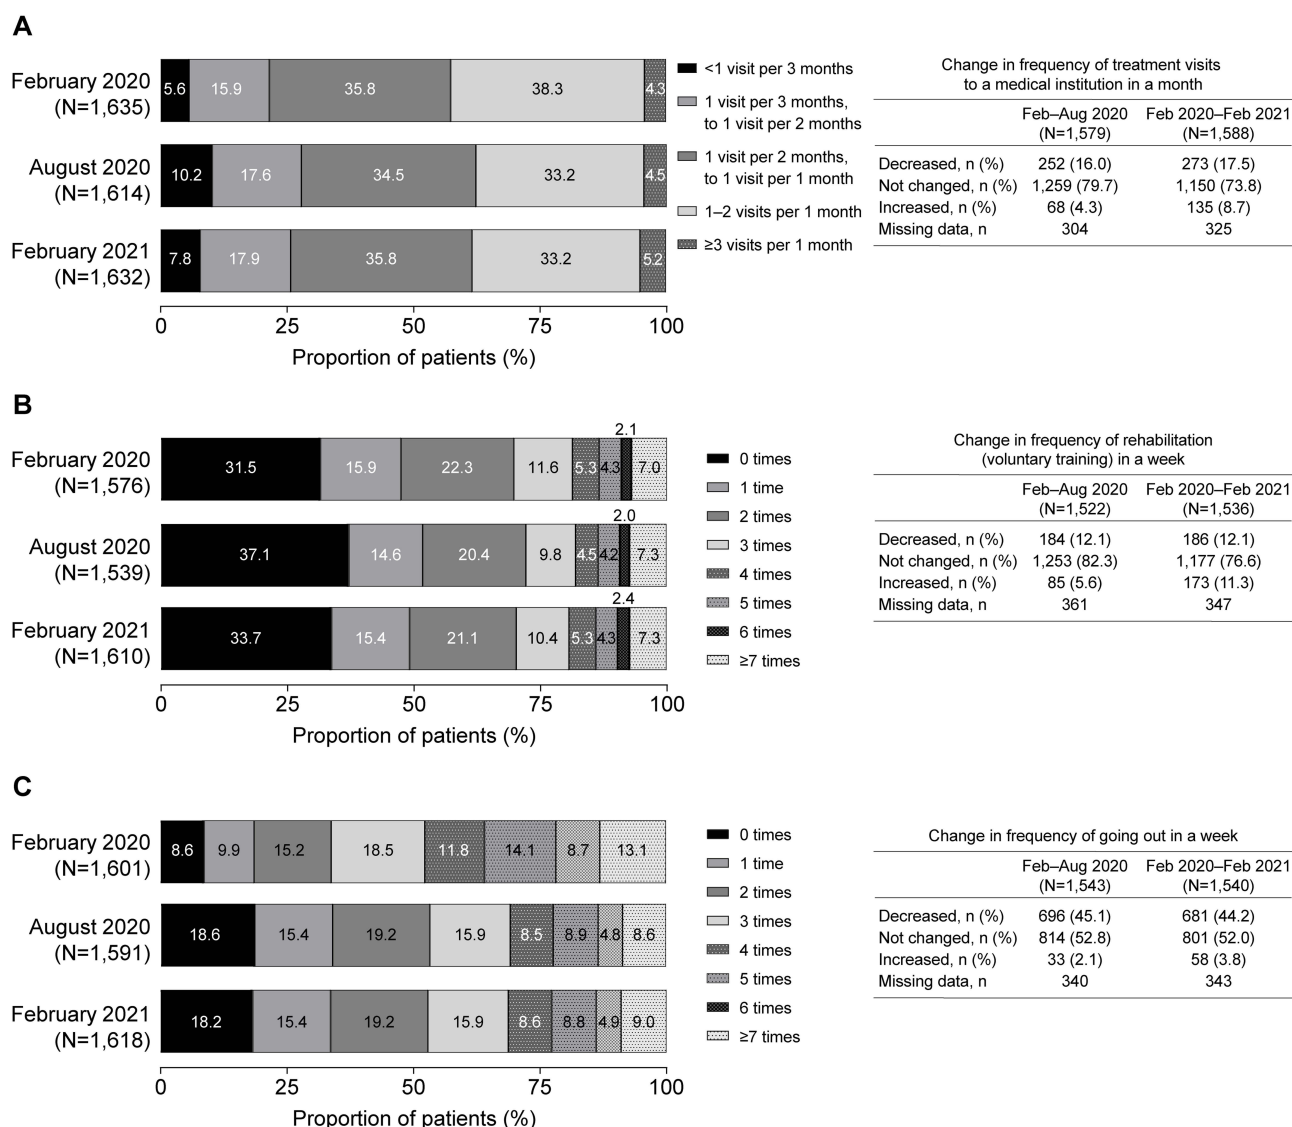 A
February 2020
(N=1,635)
5.6 15.9 35.8 38.3 4.3
August 2020
(N=1,614)
10.2 17.6 34.5 33.2 4.5
February 2021
(N=1,632)
7.8 17.9 35.8 33.2 5.2
0 25 50 75 100
Proportion of patients (%)
<1 visit per 3 months
1 visit per 3 months,
to 1 visit per 2 months
1 visit per 2 months,
to 1 visit per 1 month
1–2 visits per 1 month
≥3 visits per 1 month
Change in frequency of treatment visits
to a medical institution in a month
Feb–Aug 2020 Feb 2020–Feb 2021
(N=1,579) (N=1,588)
Decreased, n (%) 252 (16.0) 273 (17.5)
Not changed, n (%) 1,259 (79.7) 1,150 (73.8)
Increased, n (%) 68 (4.3) 135 (8.7)
Missing data, n 304 325
B
February 2020
(N=1,576)
2.1
31.5 15.9 22.3 11.6 5.3 4.3 7.0
August 2020
(N=1,539)
2.0
37.1 14.6 20.4 9.8 4.5 4.2 7.3
February 2021
(N=1,610)
2.4
33.7 15.4 21.1 10.4 5.3 4.3 7.3
0 25 50 75 100
Proportion of patients (%)
0 times
1 time
2 times
3 times
4 times
5 times
6 times
≥7 times
Change in frequency of rehabilitation
(voluntary training) in a week
Feb–Aug 2020 Feb 2020–Feb 2021
(N=1,522) (N=1,536)
Decreased, n (%) 184 (12.1) 186 (12.1)
Not changed, n (%) 1,253 (82.3) 1,177 (76.6)
Increased, n (%) 85 (5.6) 173 (11.3)
Missing data, n 361 347
C
February 2020
(N=1,601)
8.6 9.9 15.2 18.5 11.8 14.1 8.7 13.1
August 2020
(N=1,591)
18.6 15.4 19.2 15.9 8.5 8.9 4.8 8.6
February 2021
(N=1,618)
18.2 15.4 19.2 15.9 8.6 8.8 4.9 9.0
0 25 50 75 100
Proportion of patients (%)
0 times
1 time
2 times
3 times
4 times
5 times
6 times
≥7 times
Change in frequency of going out in a week
Feb–Aug 2020 Feb 2020–Feb 2021
(N=1,543) (N=1,540)
Decreased, n (%) 696 (45.1) 681 (44.2)
Not changed, n (%) 814 (52.8) 801 (52.0)
Increased, n (%) 33 (2.1) 58 (3.8)
Missing data, n 340 343